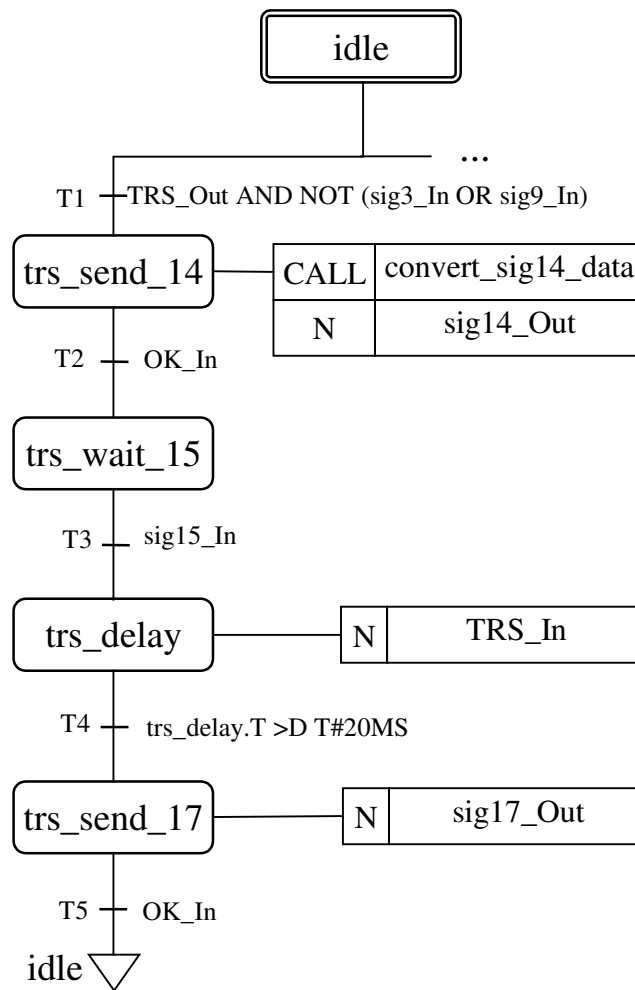 idle
...
T1 TRS_Out AND NOT (sig3_In OR sig9_In)
trs_send_14 CALL convert_sig14_data
N sig14_Out
T2 OK_In
trs_wait_15
T3 sig15_In
trs_delay N TRS_In
T4 trs_delay.T >D T#20MS
trs_send_17 N sig17_Out
T5 OK_In
idle